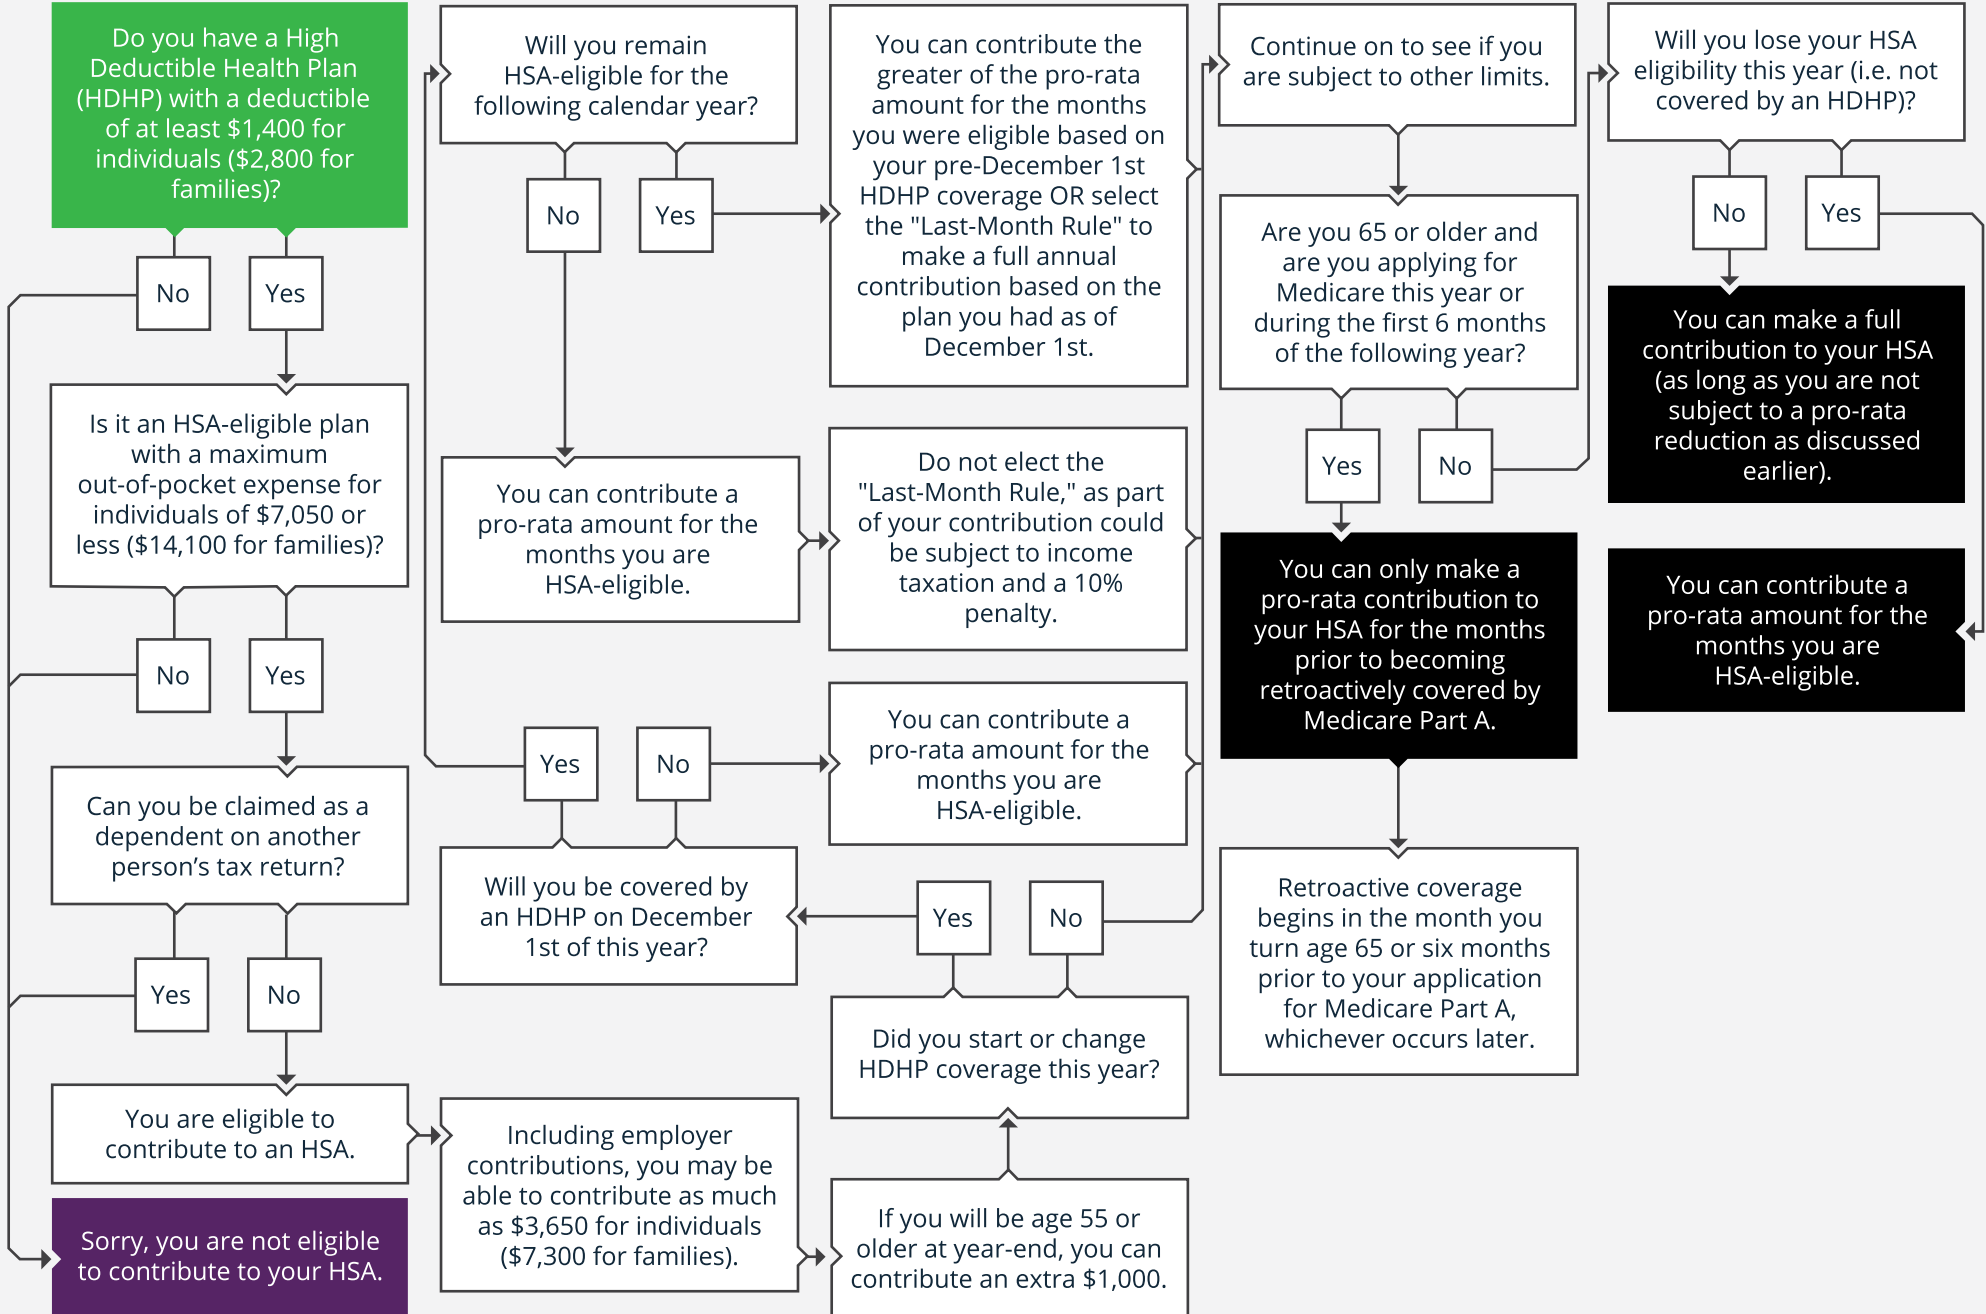 Do you have a High
Deductible Health Plan
(HDHP) with a deductible
of at least $1,400 for
individuals ($2,800 for
families)?
No
Yes
Is it an HSA-eligible plan
with a maximum
out-of-pocket expense for
individuals of $7,050 or
less ($14,100 for families)?
No
Yes
Can you be claimed as a
dependent on another
person’s tax return?
Yes
No
You are eligible to
contribute to an HSA.
Sorry, you are not eligible
to contribute to your HSA.
Including employer
contributions, you may be
able to contribute as much
as $3,650 for individuals
($7,300 for families).
If you will be age 55 or
older at year-end, you can
contribute an extra $1,000.
Did you start or change
HDHP coverage this year?
Yes
No
Will you be covered by
an HDHP on December
1st of this year?
Yes
No
You can contribute a
pro-rata amount for the
months you are
HSA-eligible.
Will you remain
HSA-eligible for the
following calendar year?
No
Yes
You can contribute a
pro-rata amount for the
months you are
HSA-eligible.
Do not elect the
"Last-Month Rule," as part
of your contribution could
be subject to income
taxation and a 10%
penalty.
You can contribute the
greater of the pro-rata
amount for the months
you were eligible based on
your pre-December 1st
HDHP coverage OR select
the "Last-Month Rule" to
make a full annual
contribution based on the
plan you had as of
December 1st.
Continue on to see if you
are subject to other limits.
Are you 65 or older and
are you applying for
Medicare this year or
during the first 6 months
of the following year?
Yes
No
You can only make a
pro-rata contribution to
your HSA for the months
prior to becoming
retroactively covered by
Medicare Part A.
Retroactive coverage
begins in the month you
turn age 65 or six months
prior to your application
for Medicare Part A,
whichever occurs later.
Will you lose your HSA
eligibility this year (i.e. not
covered by an HDHP)?
No
Yes
You can make a full
contribution to your HSA
(as long as you are not
subject to a pro-rata
reduction as discussed
earlier).
You can contribute a
pro-rata amount for the
months you are
HSA-eligible.